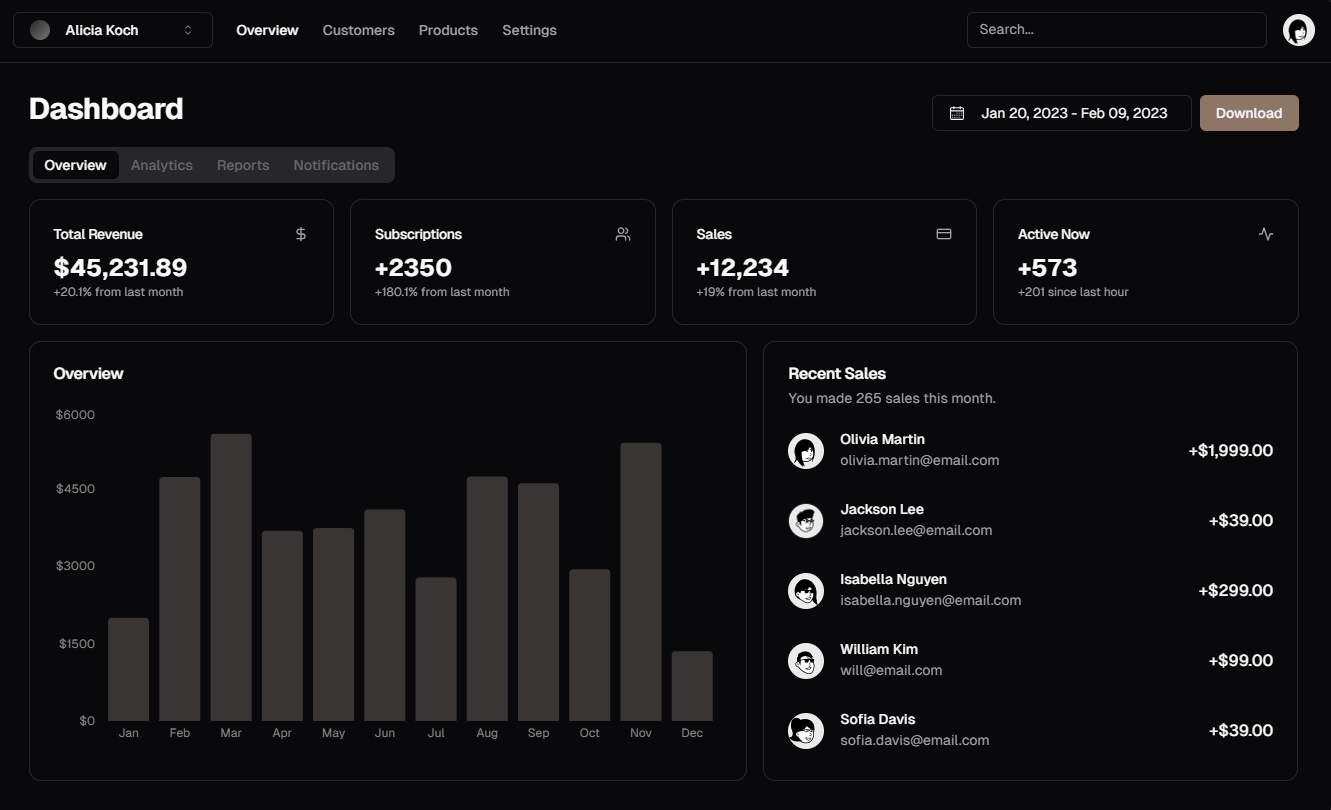 Alicia Koch
Overview
Customers
Products
Settings
Search...
Dashboard
Jan 20, 2023 - Feb 09, 2023
Download
Overview
Analytics
Reports
Notifications
Total Revenue
$45,231.89
+20.1% from last month
Subscriptions
+2350
+180.1% from last month
Sales
+12,234
+19% from last month
Active Now
+573
+201 since last hour
Overview
$6000
$4500
$3000
$1500
$0
Jan
Feb
Mar
Apr
May
Jun
Jul
Aug
Sep
Oct
Nov
Dec
Recent Sales
You made 265 sales this month.
Olivia Martin
olivia.martin@email.com
+$1,999.00
Jackson Lee
jackson.lee@email.com
+$39.00
Isabella Nguyen
isabella.nguyen@email.com
+$299.00
William Kim
will@email.com
+$99.00
Sofia Davis
sofia.davis@email.com
+$39.00